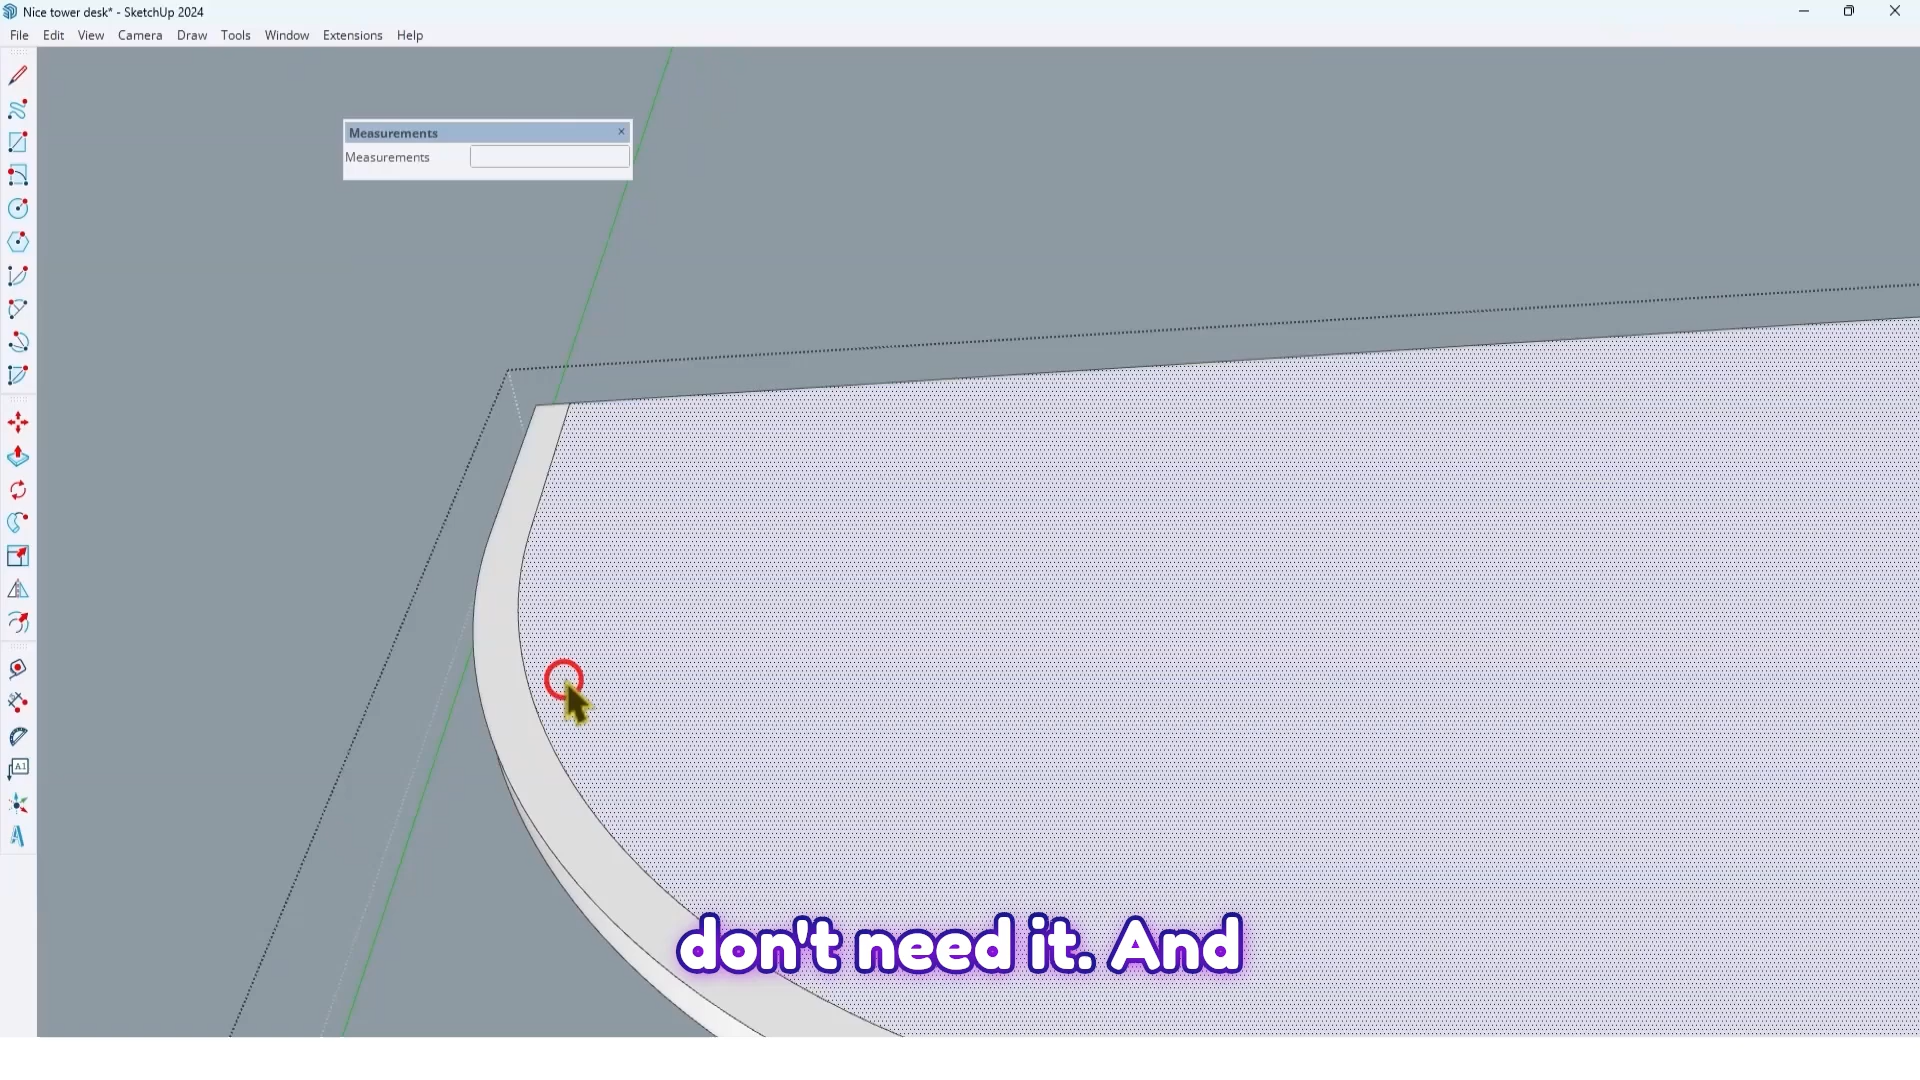 Nice tower desk* - SketchUp 2024
File Edit View Camera Draw Tools Window Extensions Help
Measurements
Measurements
A1
don't need it. And